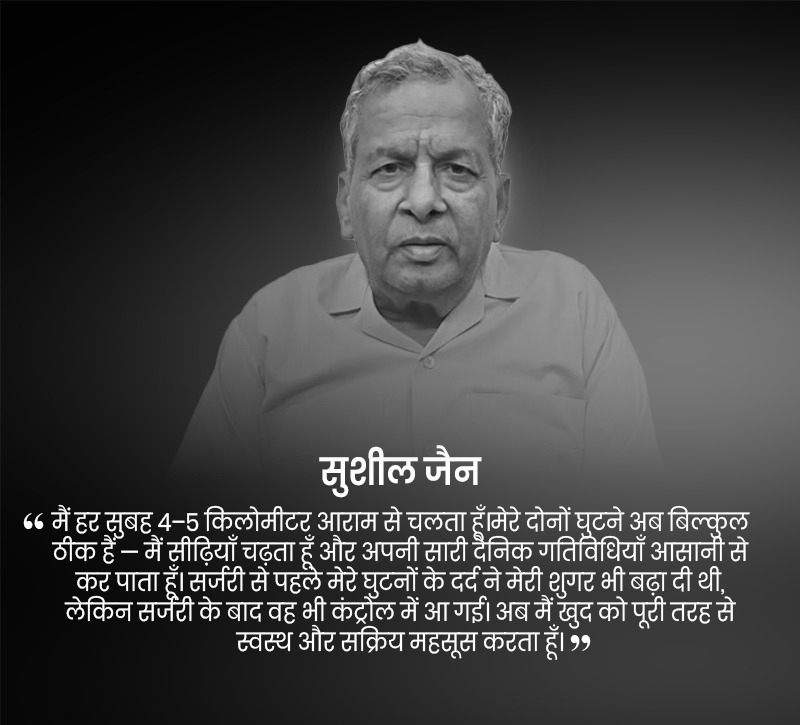 सुशील जैन
“ मैं हर सुबह 4–5 किलोमीटर आराम से चलता हूँ।मेरे दोनों घुटने अब बिल्कुल
ठीक हैं — मैं सीढ़ियाँ चढ़ता हूँ और अपनी सारी दैनिक गतिविधियाँ आसानी से
कर पाता हूँ। सर्जरी से पहले मेरे घुटनों के दर्द ने मेरी शुगर भी बढ़ा दी थी,
लेकिन सर्जरी के बाद वह भी कंट्रोल में आ गई। अब मैं खुद को पूरी तरह से
स्वस्थ और सक्रिय महसूस करता हूँ। ”